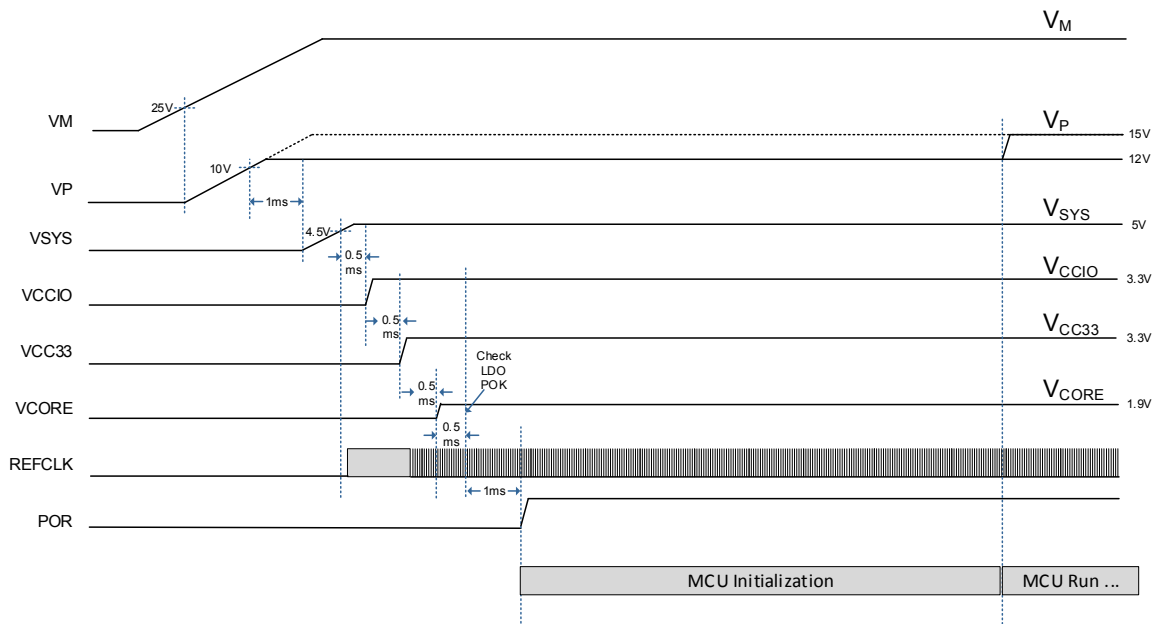 VM
25V
VM
VP
15V
12V
10V
VP
1ms
VSYS
5V
4.5V
VSYS
0.5
ms
VCCIO
3.3V
VCCIO
0.5
ms
VCC33
3.3V
VCC33
Check
LDO
POK
0.5
ms
VCORE
1.9V
VCORE
0.5
ms
REFCLK
1ms
POR
MCU Initialization
MCU Run ...